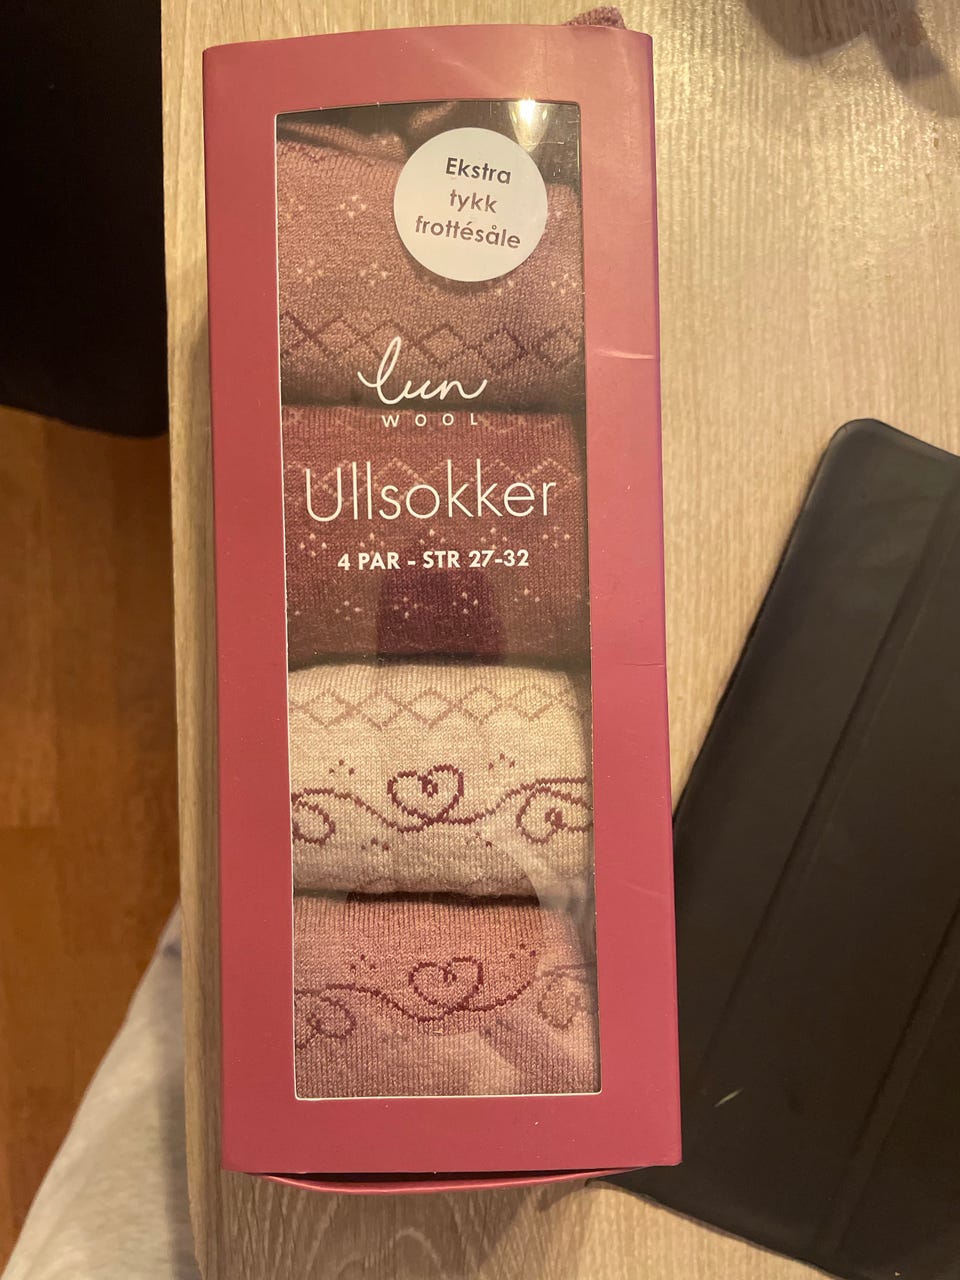 Ekstra
tykk
frottésåle
lun
WOOL
Ullsokker
4 PAR - STR 27-32